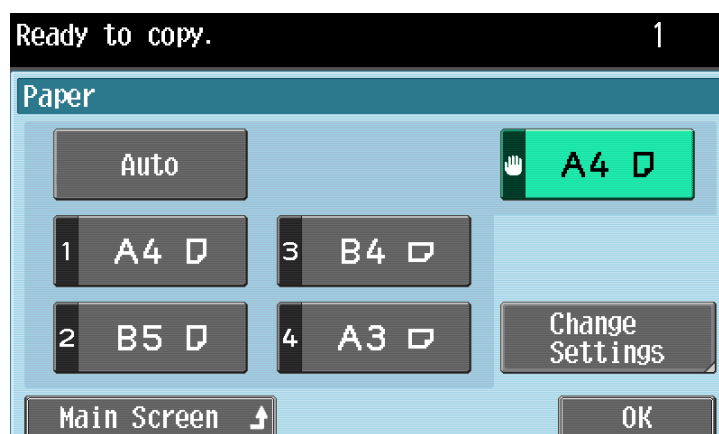 Ready to copy. 1
Paper
Auto
A4
1 A4
3 B4
2 B5
4 A3
Change
Settings
Main Screen
OK